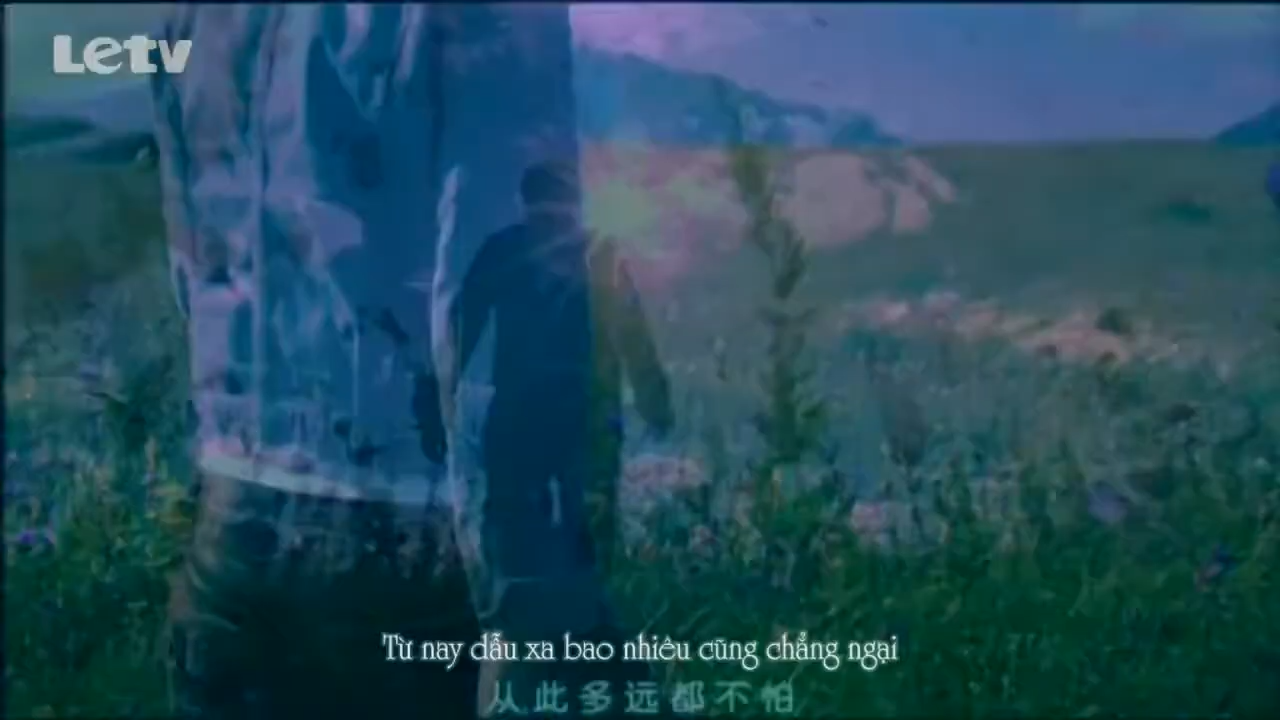 Letv
Từ nay dẫu xa bao nhiêu cũng chẳng ngại
从此多远都不怕